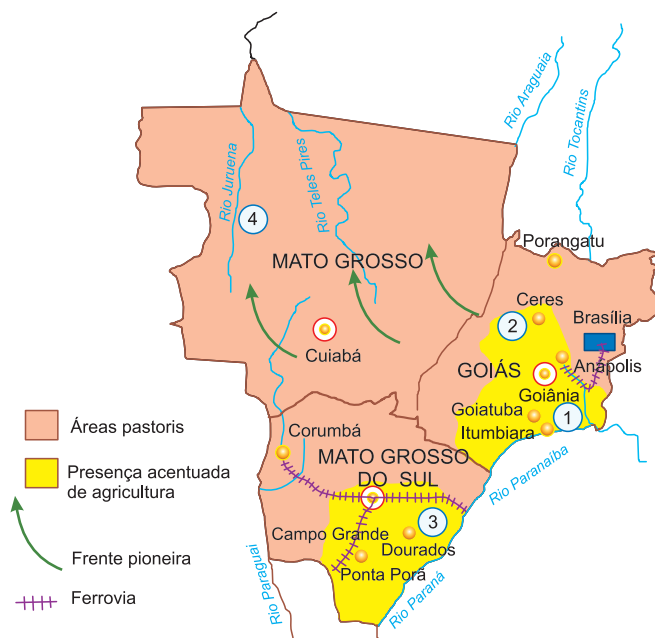 Rio Araguaia
Rio Tocantins
Rio Juruena
Rio Teles Pires
4
MATO GROSSO
Porangatu
Ceres
Brasília
2
Cuiabá
Anápolis
GOIÁS
Goiânia
Goiatuba
1
Itumbiara
Áreas pastoris
Corumbá
MATO GROSSO
DO SUL
Rio Paranaíba
Presença acentuada
de agricultura
3
Campo Grande
Dourados
Ponta Porã
Frente pioneira
Rio Paraguai
Rio Paraná
Ferrovia